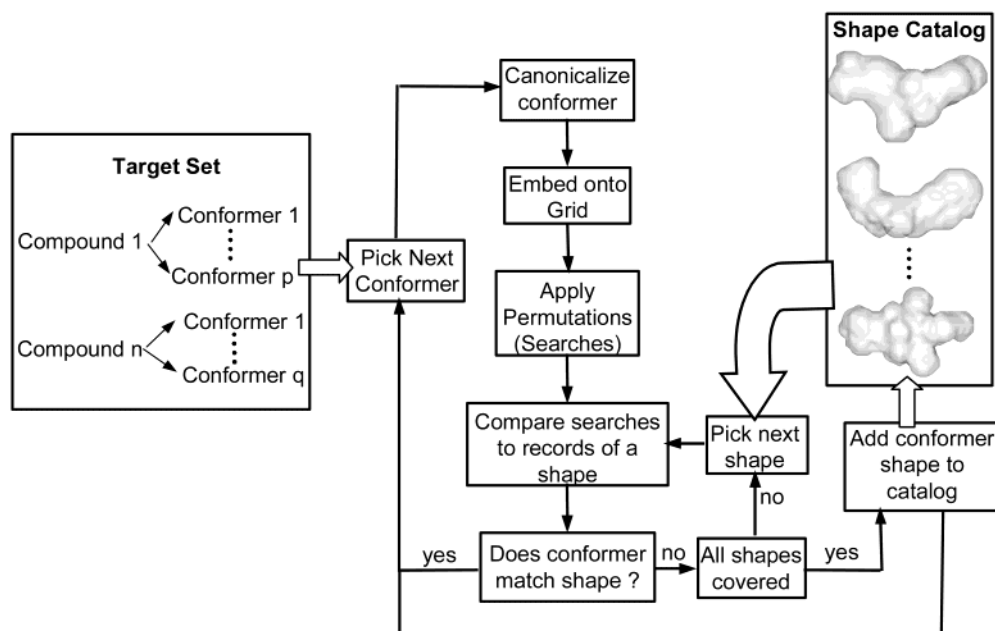 Target Set
Compound 1
Conformer 1
Conformer p
Compound n
Conformer 1
Conformer q
Pick Next
Conformer
Canonicalize
conformer
Embed onto
Grid
Apply
Permutations
(Searches)
Compare searches
to records of a
shape
Does conformer
match shape ?
yes
no
All shapes
covered
no
yes
Pick next
shape
Add conformer
shape to
catalog
Shape Catalog